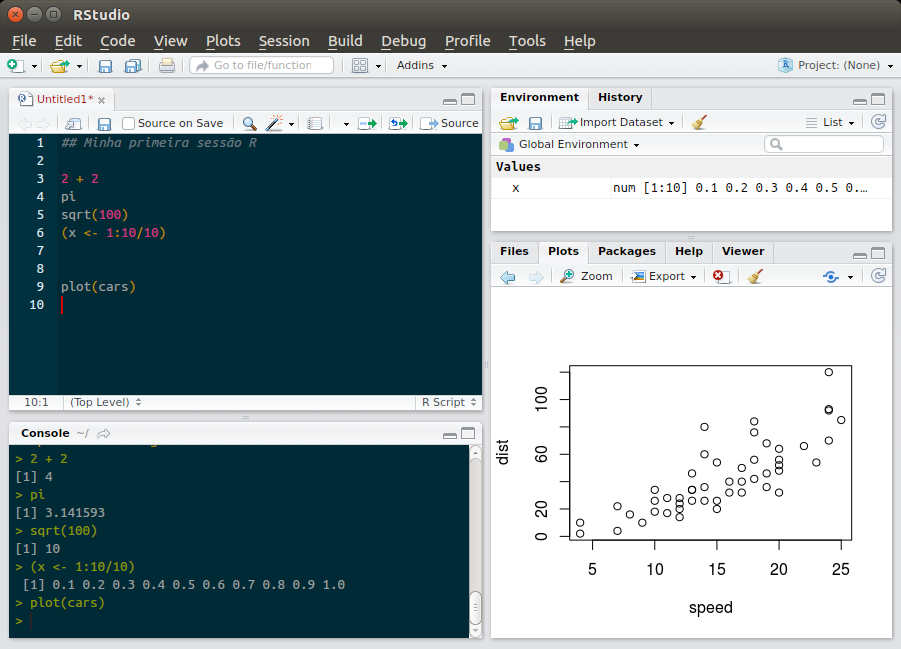 RStudio
File Edit Code View Plots Session Build Debug Profile Tools Help
Go to file/function Addins Project: (None)
Untitled1*
Source on Save Source
1 ## Minha primeira sessão R
2
3 2 + 2
4 pi
5 sqrt(100)
6 (x <- 1:10/10)
7
8
9 plot(cars)
10
10:1 (Top Level) R Script
Console ~/
> 2 + 2
[1] 4
> pi
[1] 3.141593
> sqrt(100)
[1] 10
> (x <- 1:10/10)
 [1] 0.1 0.2 0.3 0.4 0.5 0.6 0.7 0.8 0.9 1.0
> plot(cars)
>
Environment History
Import Dataset List
Global Environment
Values
x num [1:10] 0.1 0.2 0.3 0.4 0.5 0.…
Files Plots Packages Help Viewer
Zoom Export
dist
100
60
20
0
5 10 15 20 25
speed